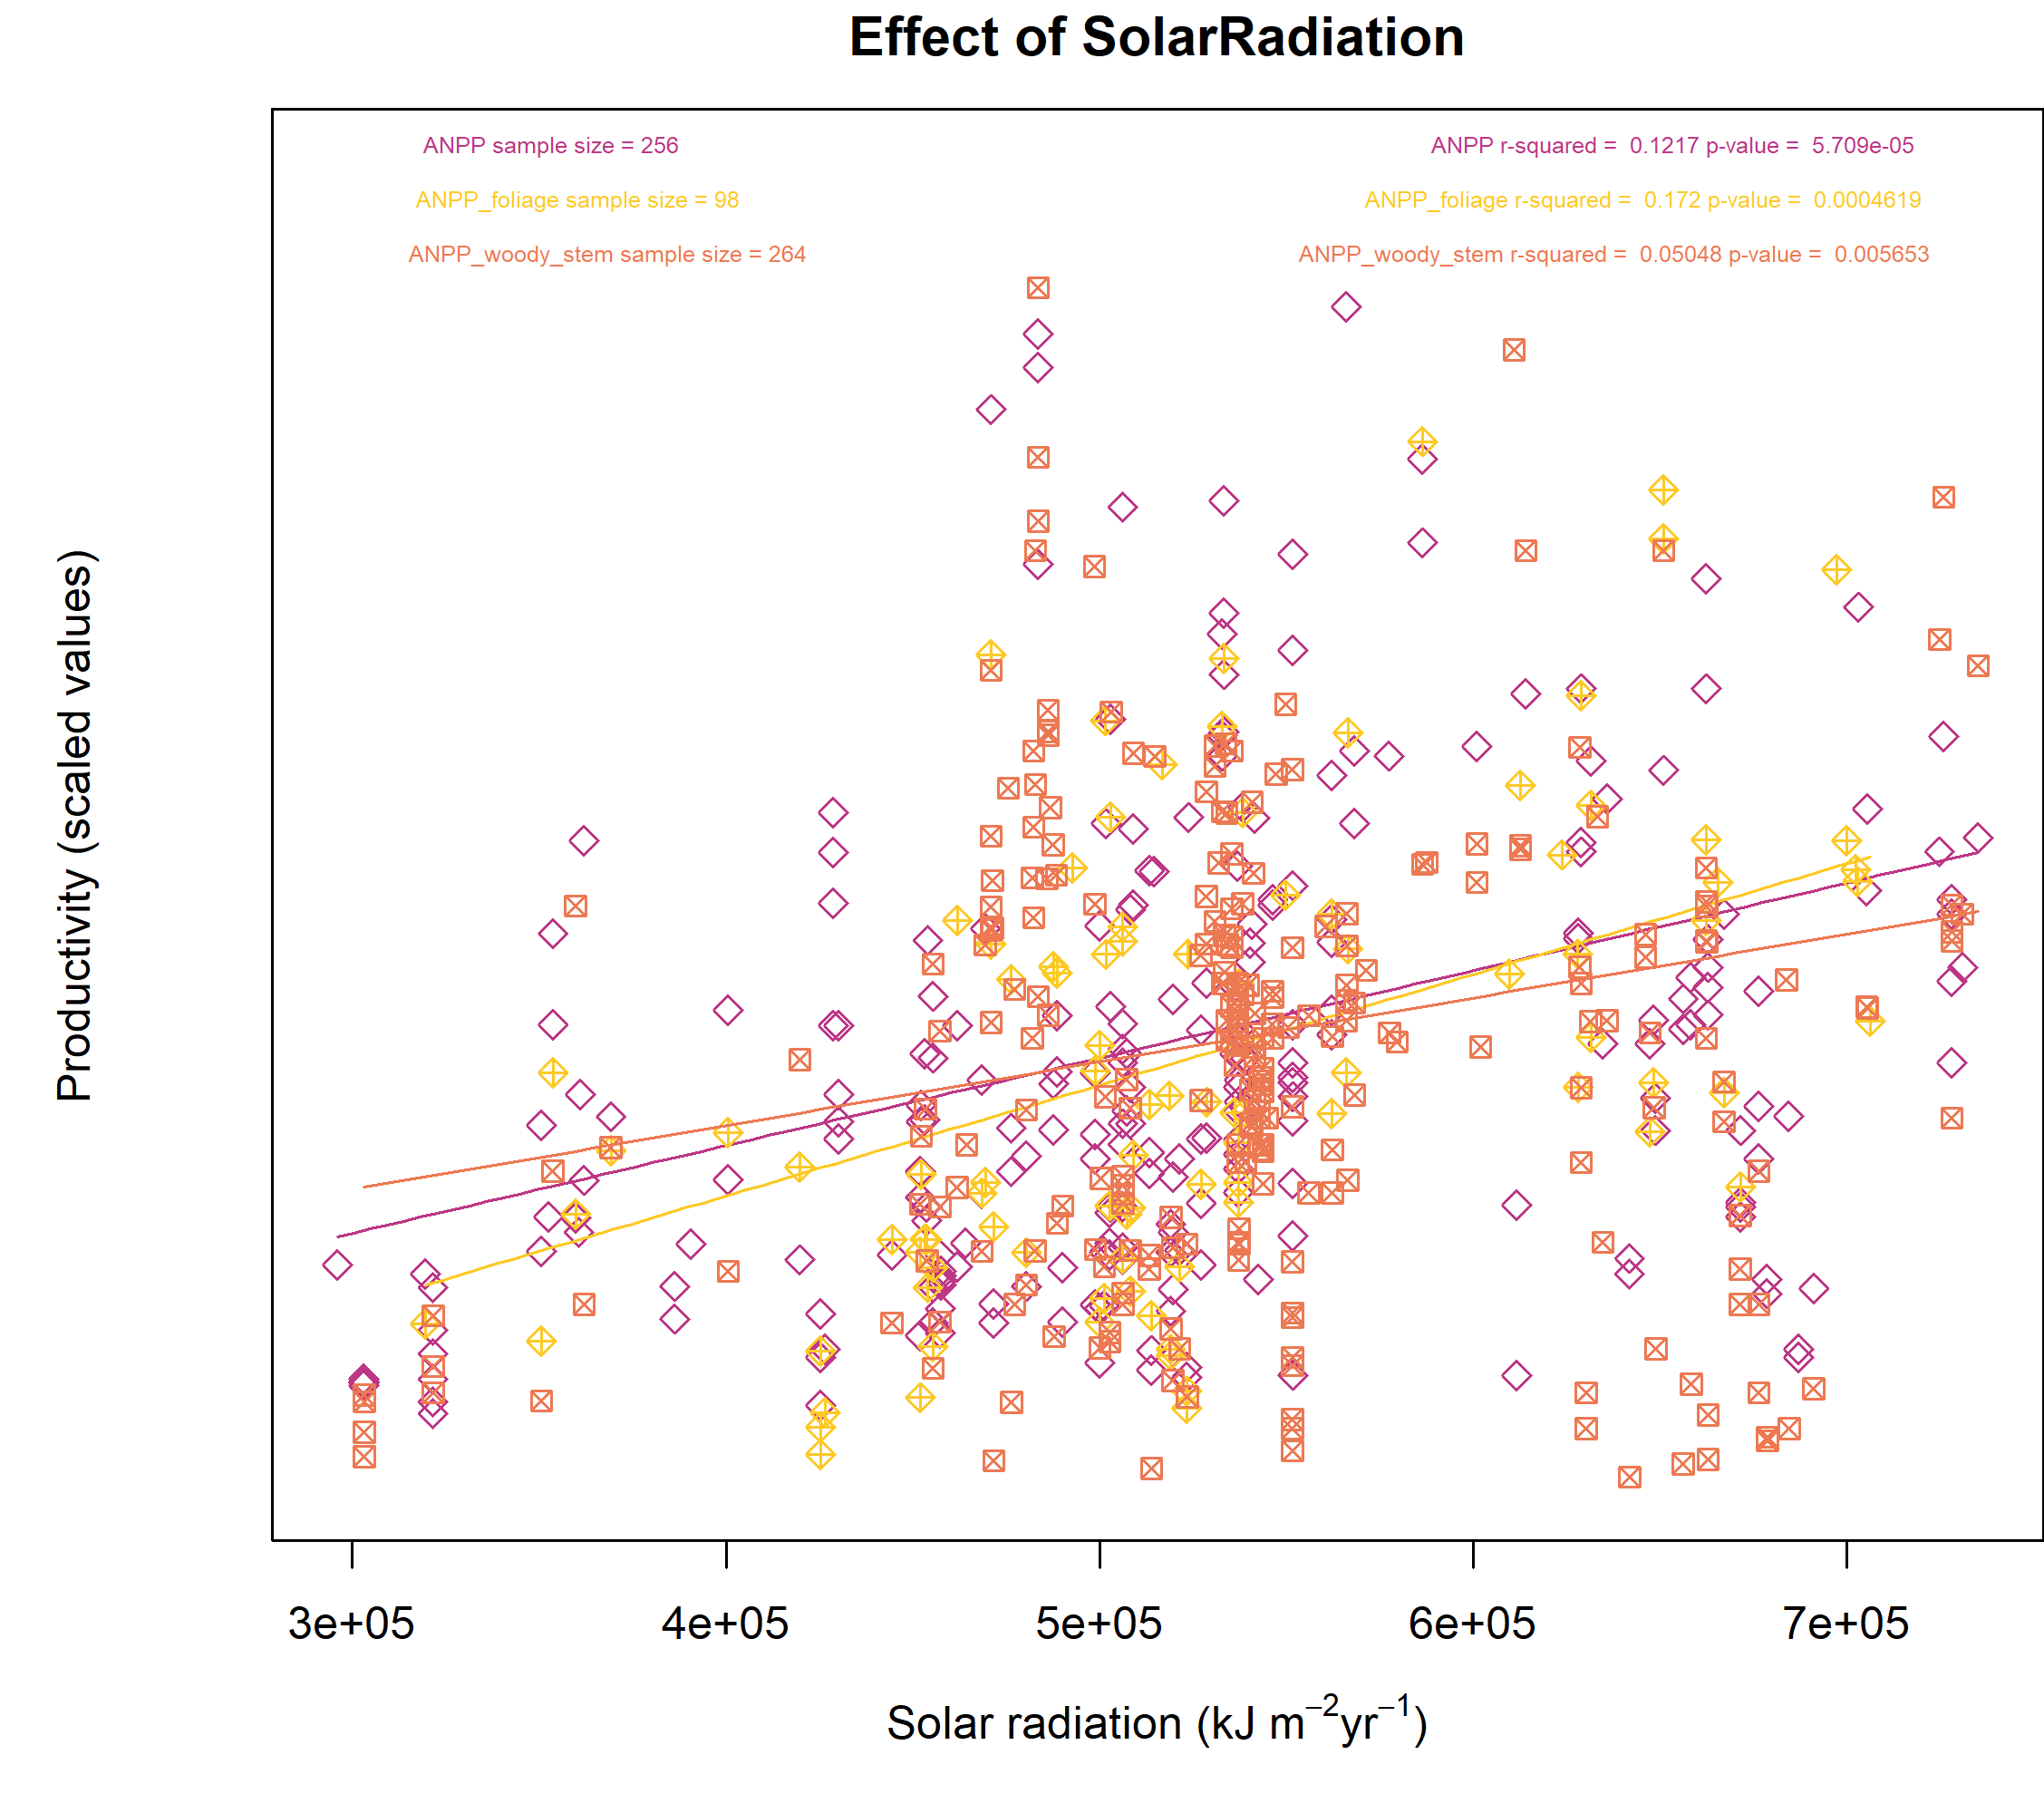 Effect of SolarRadiation
ANPP sample size = 256
ANPP r-squared =  0.1217 p-value =  5.709e-05
ANPP_foliage sample size = 98
ANPP_foliage r-squared =  0.172 p-value =  0.0004619
ANPP_woody_stem sample size = 264
ANPP_woody_stem r-squared =  0.05048 p-value =  0.005653
Productivity (scaled values)
3e+05 4e+05 5e+05 6e+05 7e+05
Solar radiation (kJ m⁻²yr⁻¹)